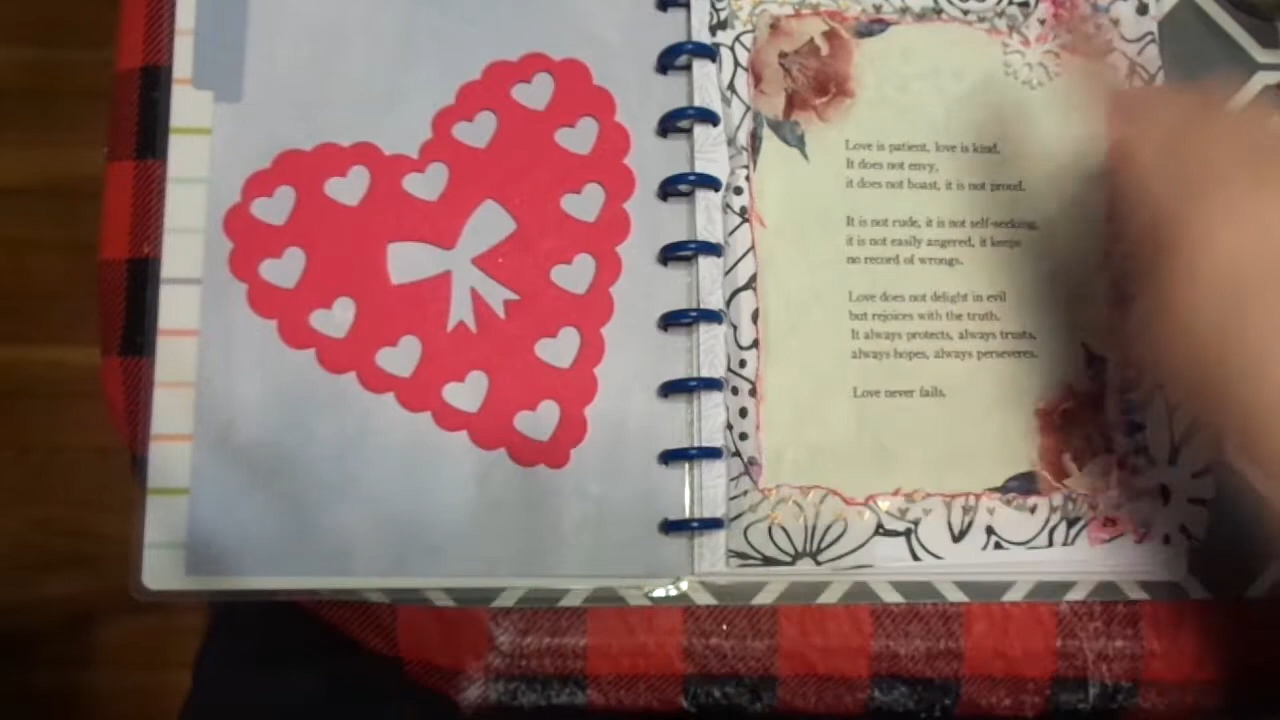 Love is patient, love is kind.
It does not envy,
it does not boast, it is not proud.
It is not rude, it is not self-seeking,
it is not easily angered, it keeps
no record of wrongs.
Love does not delight in evil
but rejoices with the truth.
It always protects, always trusts,
always hopes, always perseveres.
Love never fails.